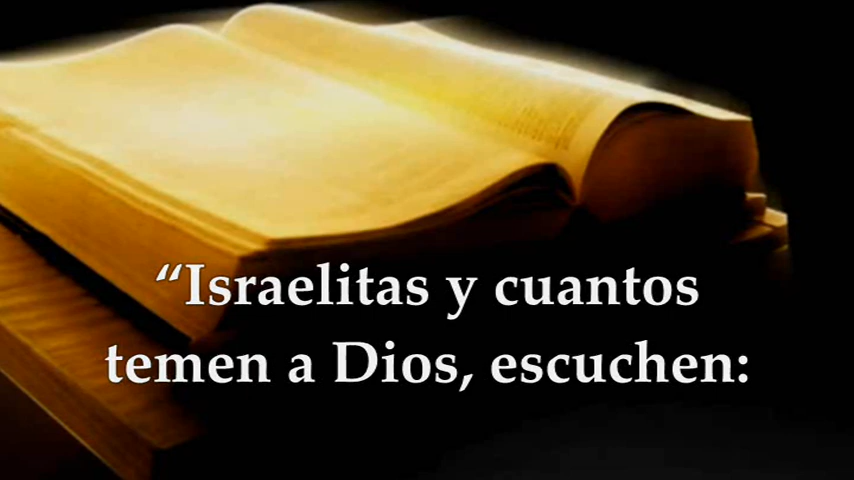 “Israelitas y cuantos
temen a Dios, escuchen: